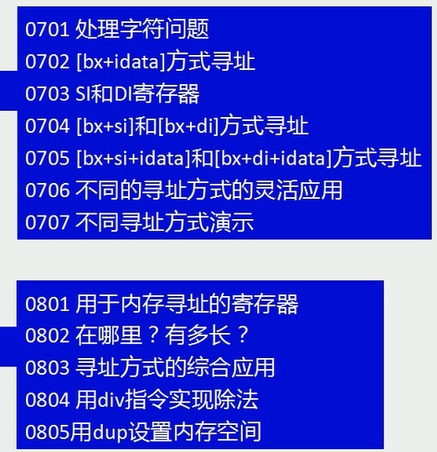 0701 处理字符问题
0702 [bx+idata]方式寻址
0703 SI和DI寄存器
0704 [bx+si]和[bx+di]方式寻址
0705 [bx+si+idata]和[bx+di+idata]方式寻址
0706 不同的寻址方式的灵活应用
0707 不同寻址方式演示
0801 用于内存寻址的寄存器
0802 在哪里？有多长？
0803 寻址方式的综合应用
0804 用div指令实现除法
0805用dup设置内存空间